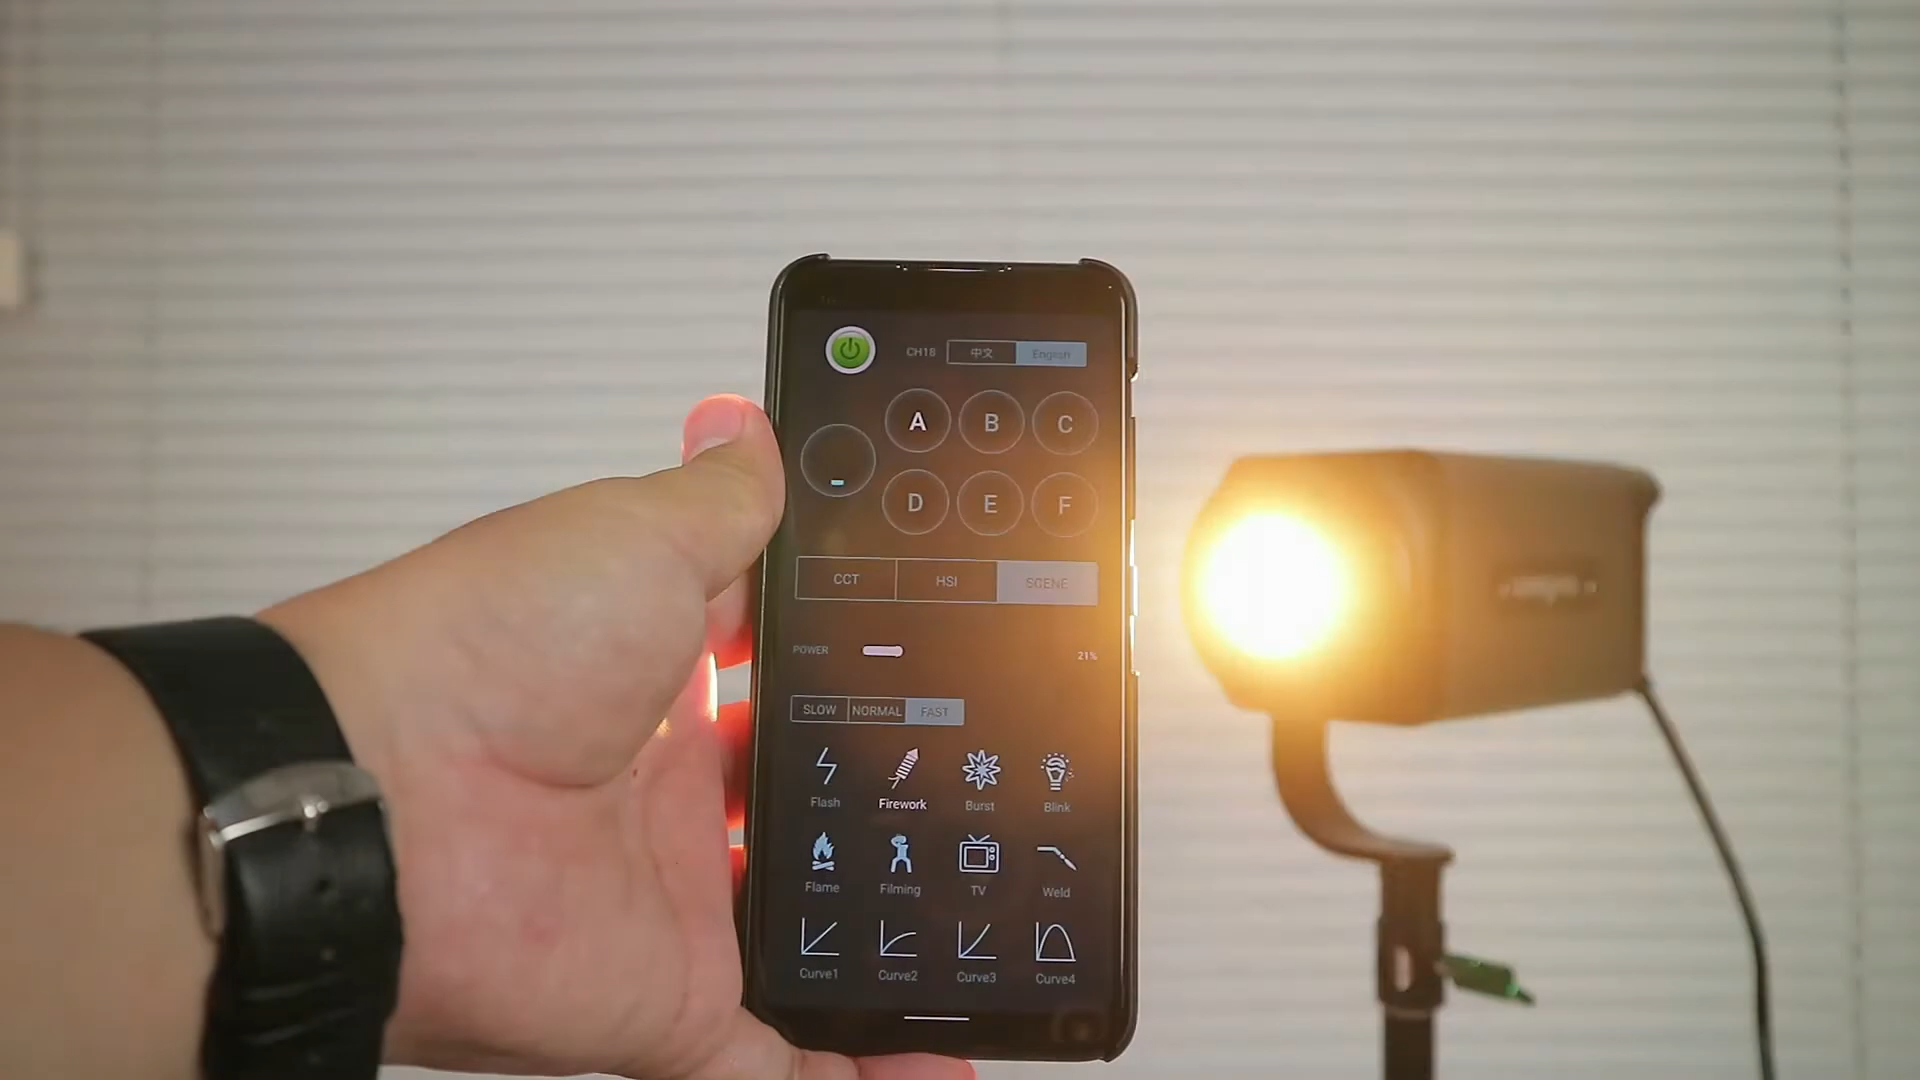 CH18 中文 English
A B C
D E F
CCT HSI SCENE
POWER 21%
SLOW NORMAL FAST
Flash Firework Burst Blink
Flame Filming TV Weld
Curve1 Curve2 Curve3 Curve4